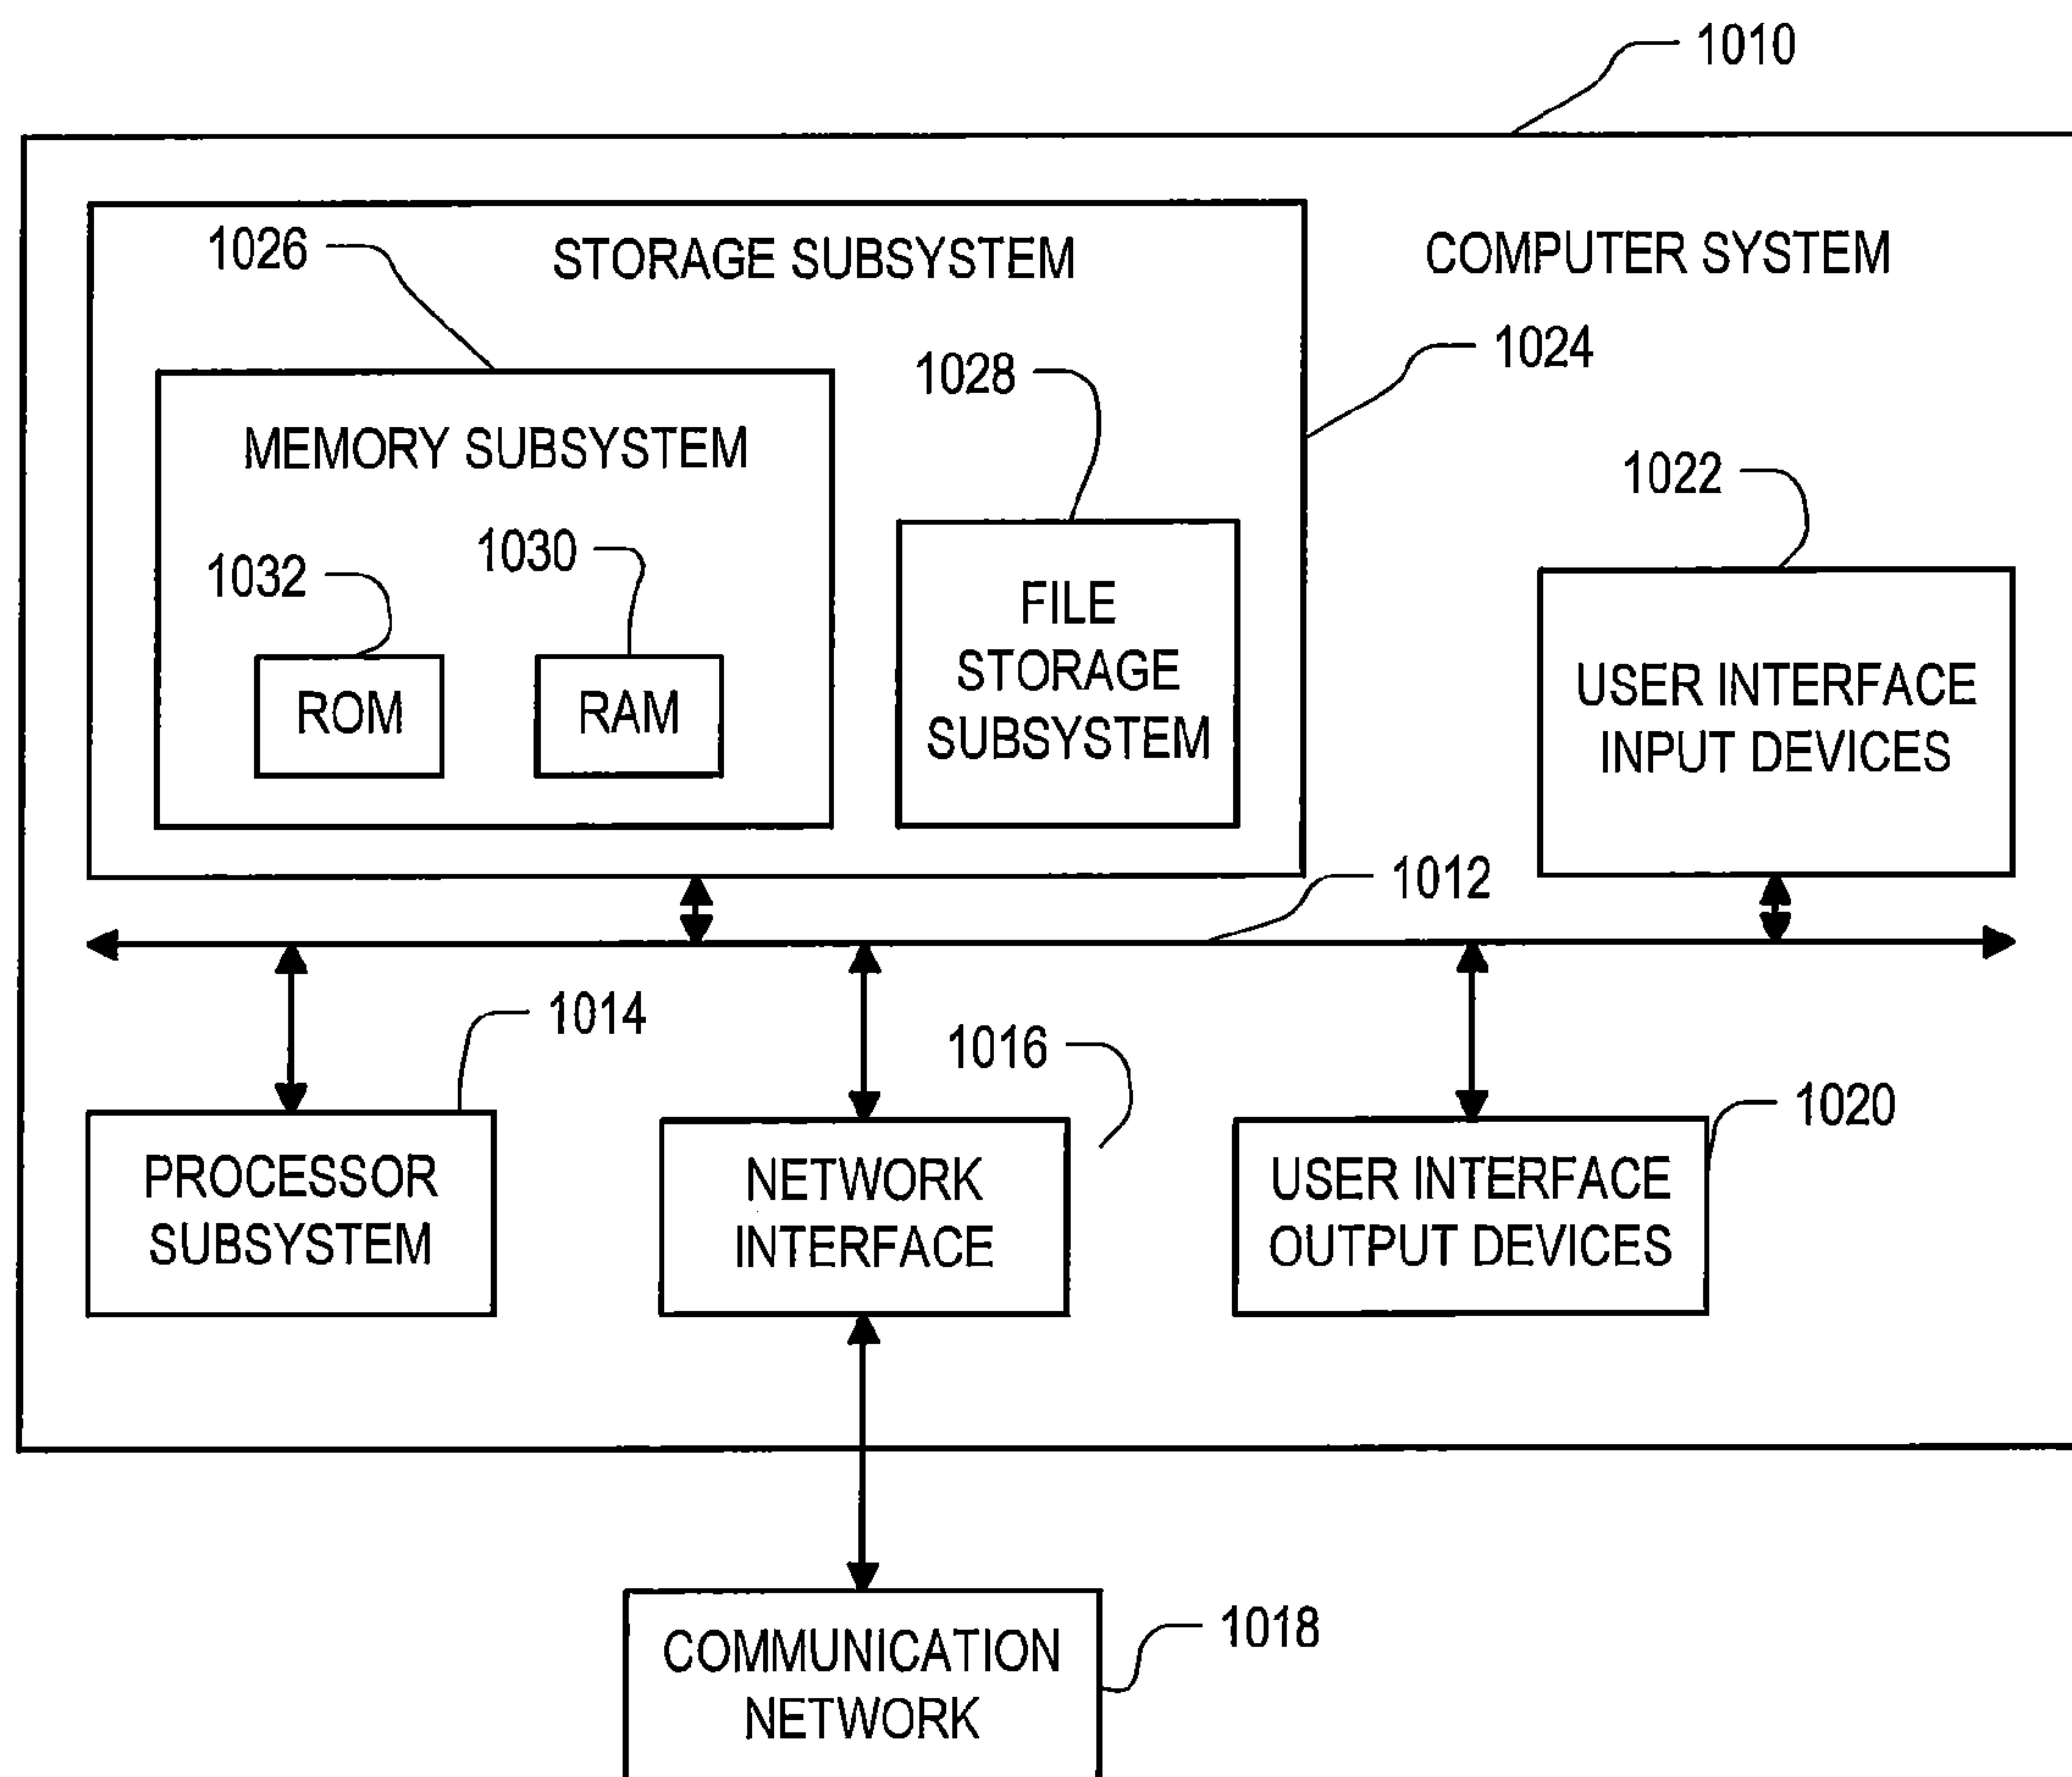 1010
1026
STORAGE SUBSYSTEM
COMPUTER SYSTEM
1024
1028
MEMORY SUBSYSTEM
1022
1032
1030
FILE
STORAGE
SUBSYSTEM
ROM
RAM
USER INTERFACE
INPUT DEVICES
1012
1014
1016
1020
PROCESSOR
SUBSYSTEM
NETWORK
INTERFACE
USER INTERFACE
OUTPUT DEVICES
1018
COMMUNICATION
NETWORK